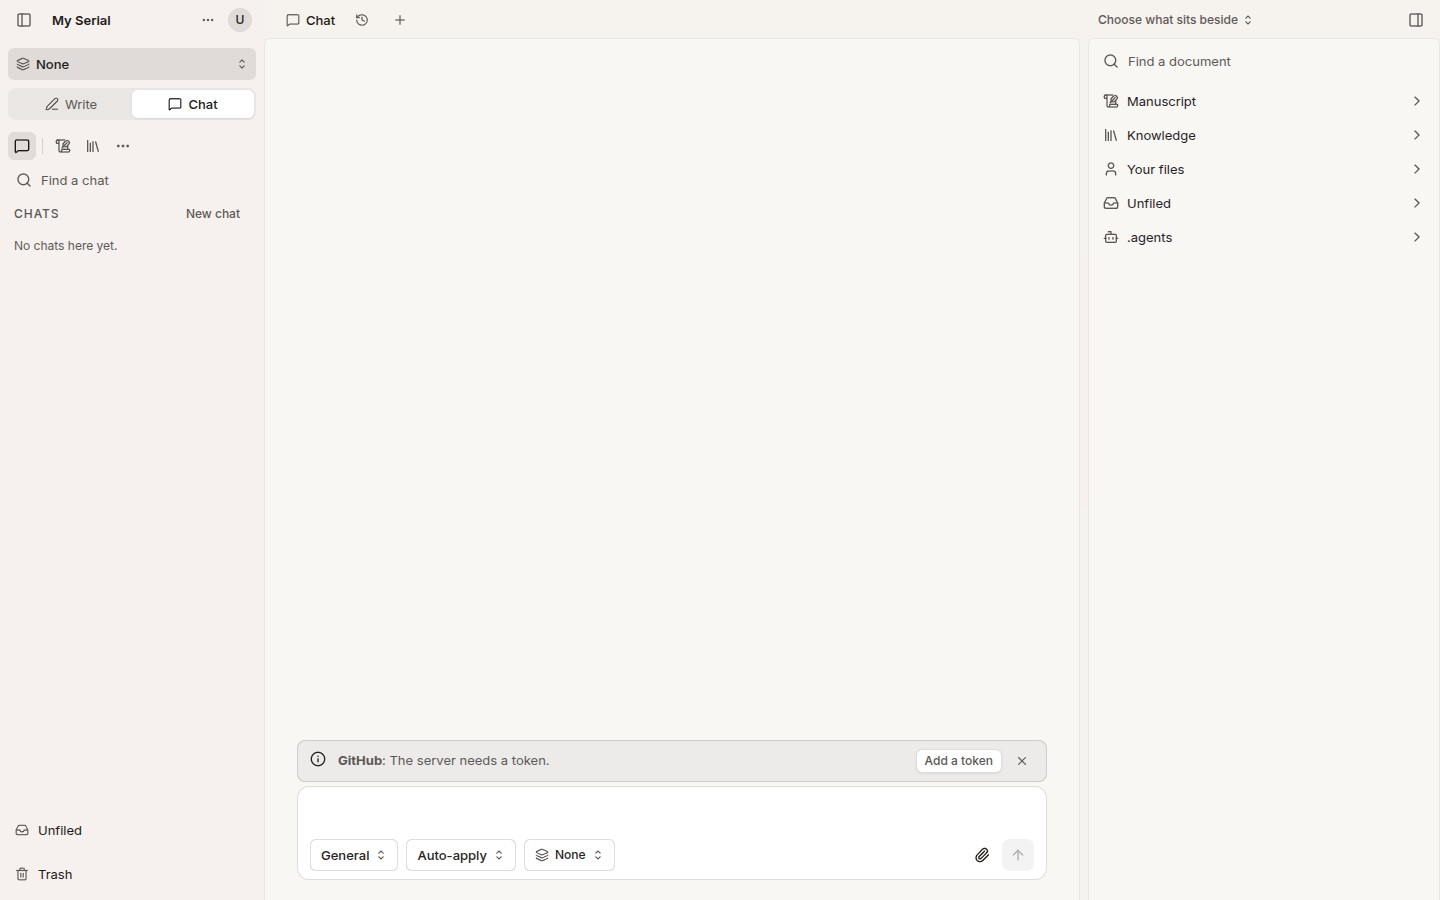 My Serial
U
None
Write
Chat
Find a chat
CHATS
New chat
No chats here yet.
Unfiled
Trash
Chat
GitHub: The server needs a token.
Add a token
General
Auto-apply
None
Choose what sits beside
Find a document
Manuscript
Knowledge
Your files
Unfiled
.agents